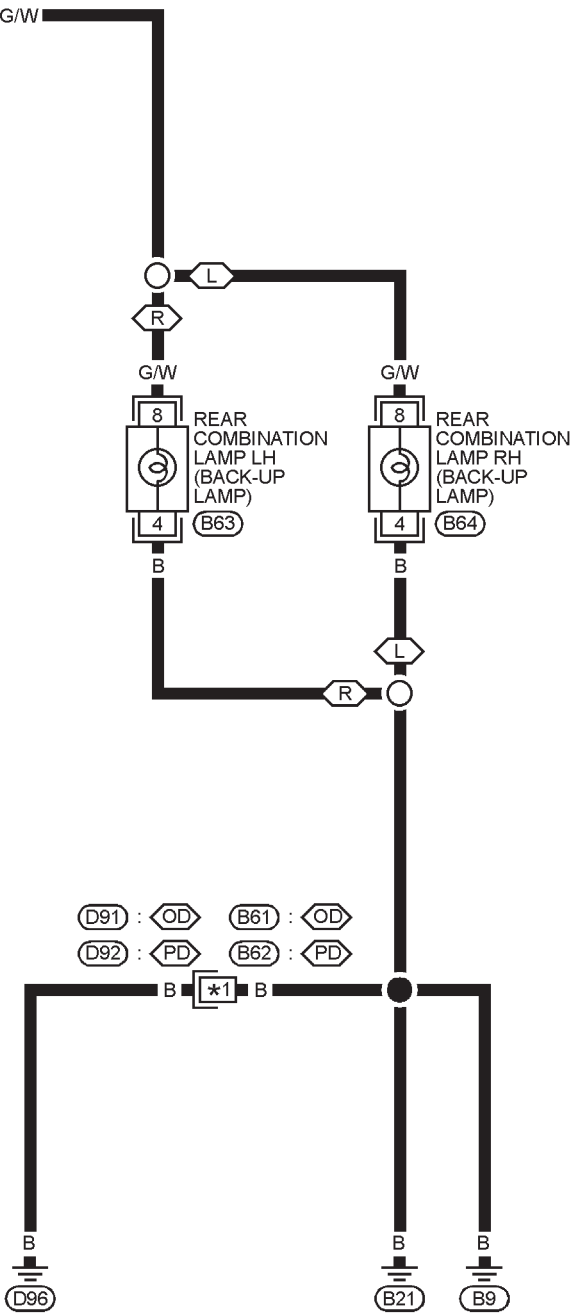 G/W
L
R
G/W
G/W
8
REAR
COMBINATION
LAMP LH
(BACK-UP
LAMP)
4
B63
8
REAR
COMBINATION
LAMP RH
(BACK-UP
LAMP)
4
B64
B
B
L
R
D91 : OD
B61 : OD
D92 : PD
B62 : PD
B
★1
B
B
B
B
D96
B21
B9